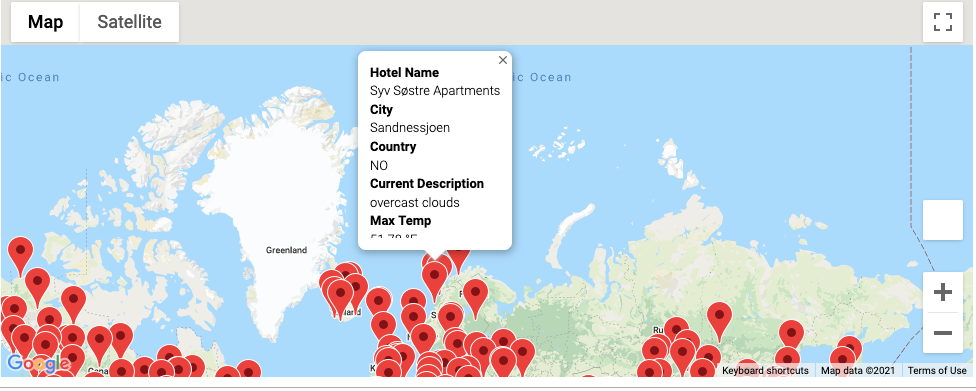 Map
Satellite
ic Ocean
ic Ocean
Hotel Name
Syv Søstre Apartments
City
Sandnessjoen
Country
NO
Current Description
overcast clouds
Max Temp
Greenland
Google
Keyboard shortcuts
Map data ©2021
Terms of Use